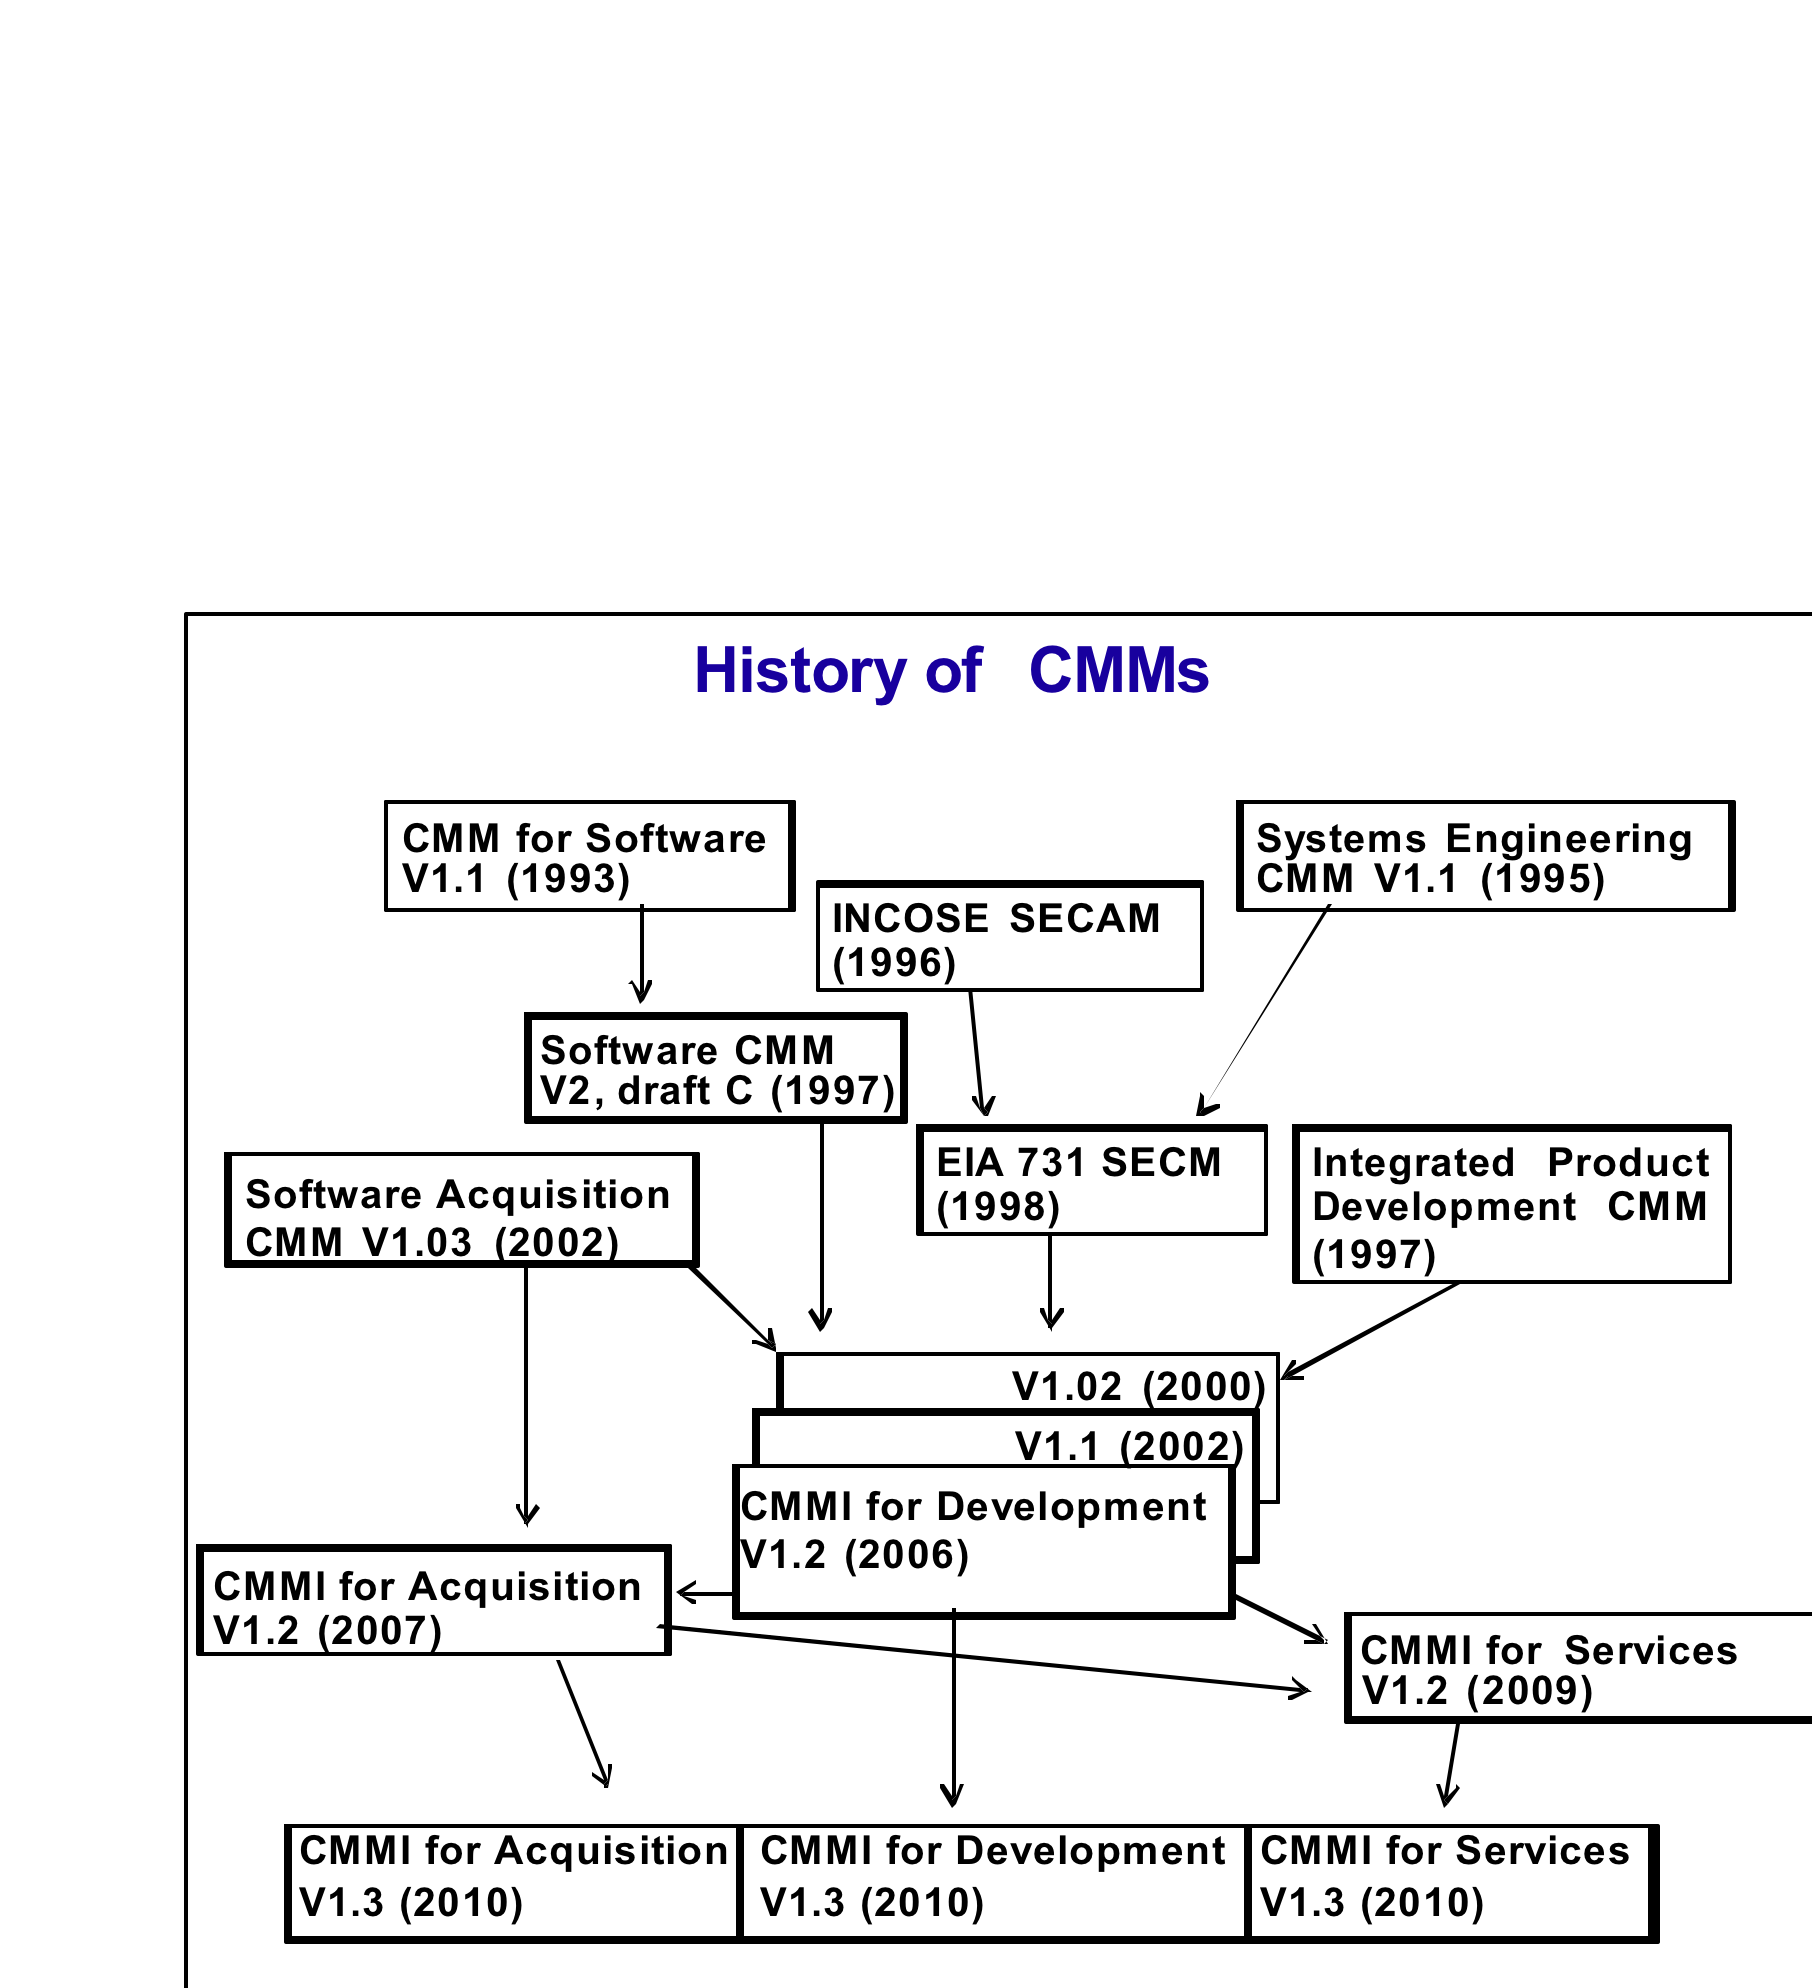 History of CMMs
CMM for Software
V1.1 (1993)
Systems Engineering
CMM V1.1 (1995)
INCOSE SECAM
(1996)
Software CMM
V2, draft C (1997)
EIA 731 SECM
(1998)
Integrated Product
Development CMM
(1997)
Software Acquisition
CMM V1.03 (2002)
V1.02 (2000)
V1.1 (2002)
CMMI for Development
V1.2 (2006)
CMMI for Acquisition
V1.2 (2007)
CMMI for Services
V1.2 (2009)
CMMI for Acquisition
V1.3 (2010)
CMMI for Development
V1.3 (2010)
CMMI for Services
V1.3 (2010)